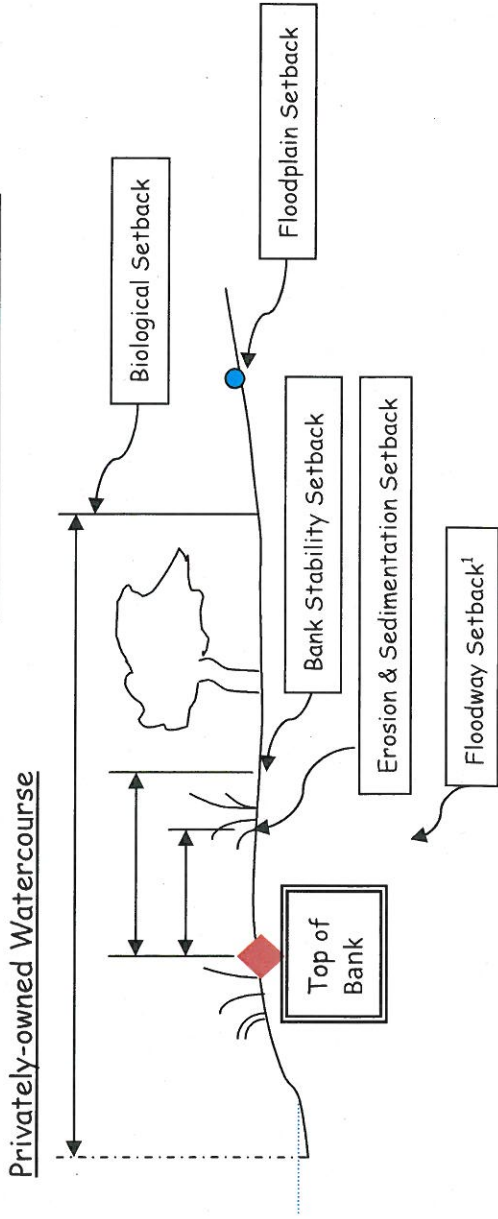 Privately-owned Watercourse
Biological Setback
Floodplain Setback
Bank Stability Setback
Erosion & Sedimentation Setback
Floodway Setback¹
Top of
Bank